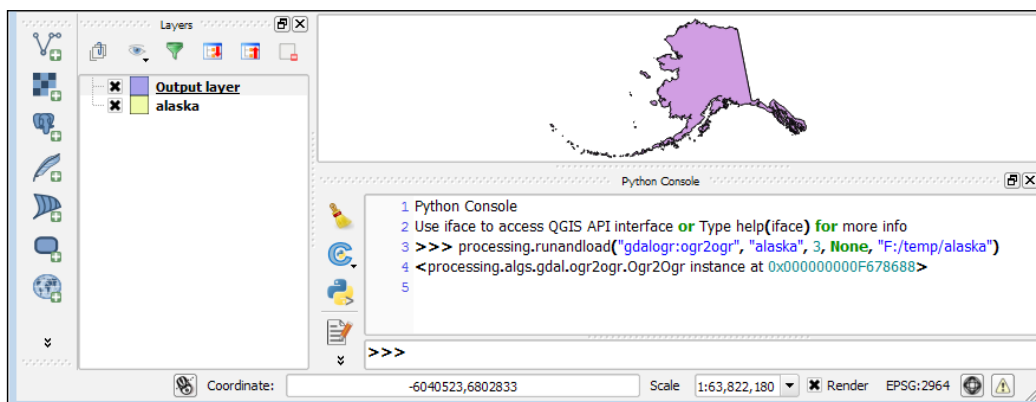 Layers
Output layer
alaska
Python Console
1 Python Console
2 Use iface to access QGIS API interface or Type help(iface) for more info
3 >>> processing.runandload("gdalogr:ogr2ogr", "alaska", 3, None, "F:/temp/alaska")
4 <processing.algs.gdal.ogr2ogr.Ogr2Ogr instance at 0x000000000F678688>
5
>>>
Coordinate: -6040523,6802833 Scale 1:63,822,180 Render EPSG:2964